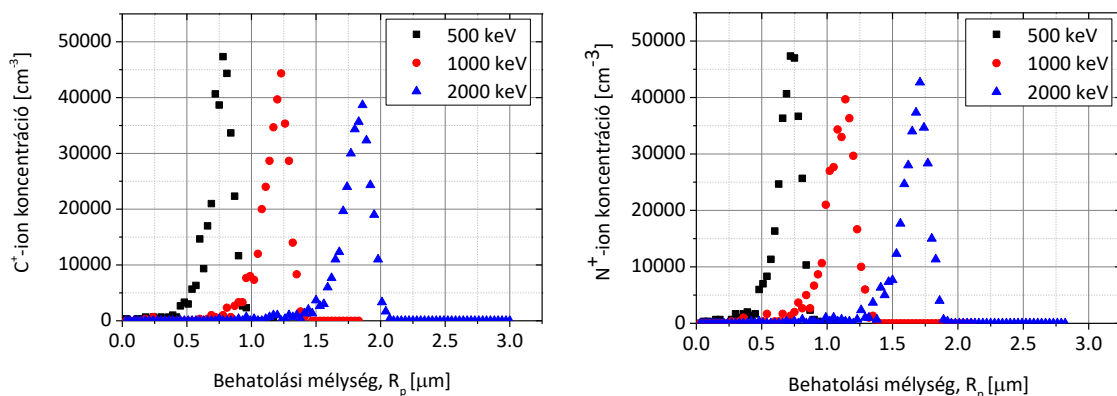 C⁺-ion koncentráció [cm⁻³]
50000
40000
30000
20000
10000
0
500 keV
1000 keV
2000 keV
0.0 0.5 1.0 1.5 2.0 2.5 3.0
Behatolási mélység, Rₚ [μm]
N⁺-ion koncentráció [cm⁻³]
50000
40000
30000
20000
10000
0
500 keV
1000 keV
2000 keV
0.0 0.5 1.0 1.5 2.0 2.5 3.0
Behatolási mélység, Rₚ [μm]